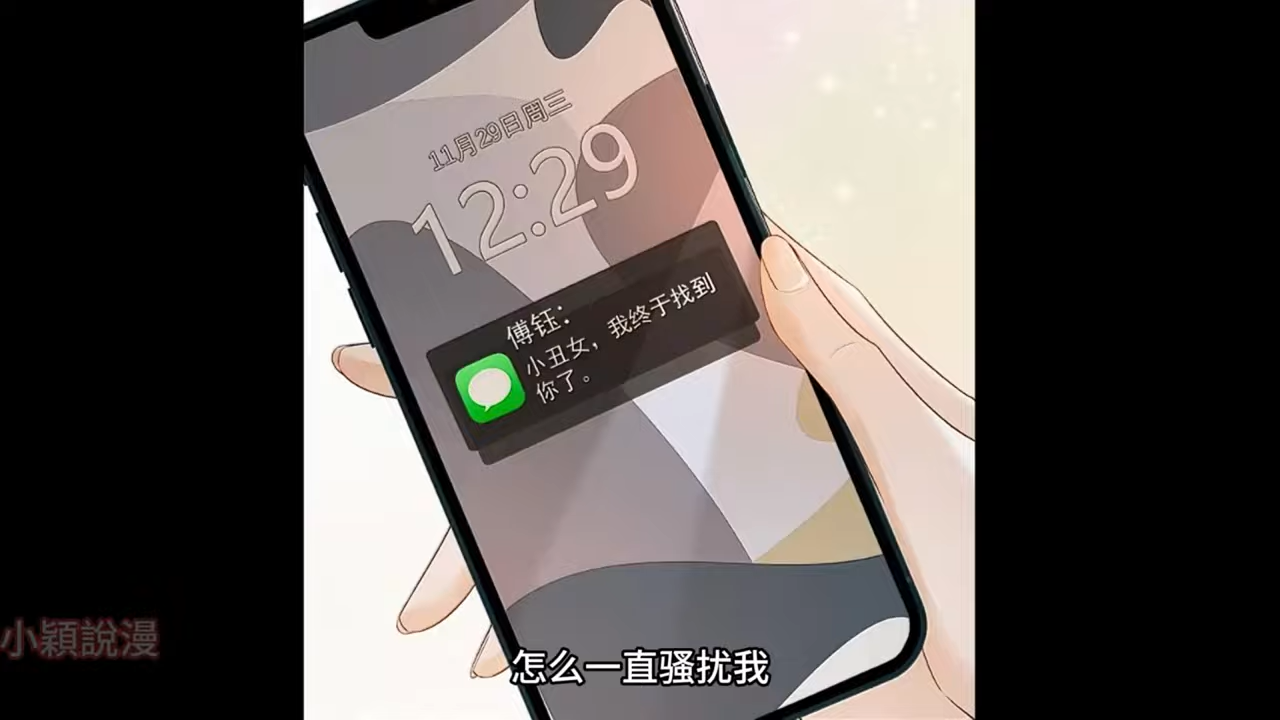 11月29日周三
12:29
傅钰：
小丑女，我终于找到
你了。
小穎說漫
怎么一直骚扰我